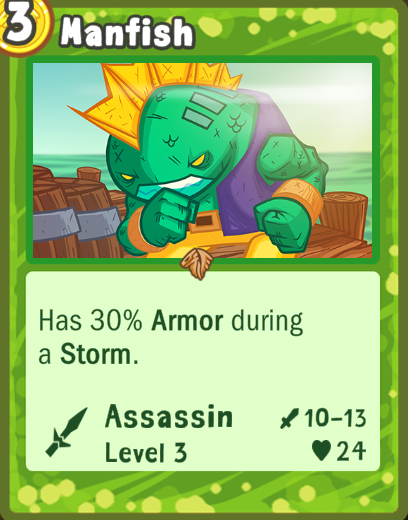 3 Manfish
Has 30% Armor during
a Storm.
Assassin 10–13
Level 3 24